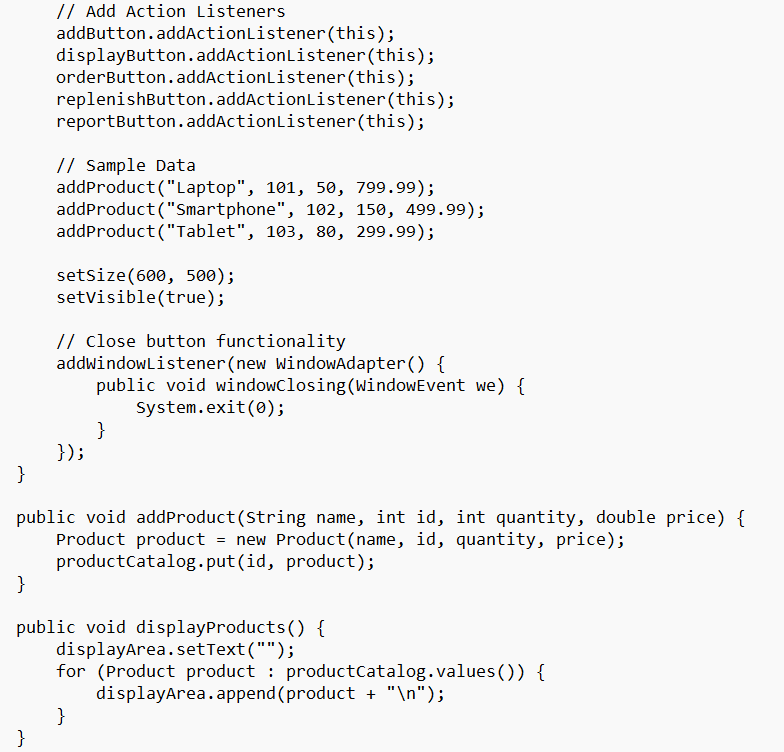 // Add Action Listeners
    addButton.addActionListener(this);
    displayButton.addActionListener(this);
    orderButton.addActionListener(this);
    replenishButton.addActionListener(this);
    reportButton.addActionListener(this);

    // Sample Data
    addProduct("Laptop", 101, 50, 799.99);
    addProduct("Smartphone", 102, 150, 499.99);
    addProduct("Tablet", 103, 80, 299.99);

    setSize(600, 500);
    setVisible(true);

    // Close button functionality
    addWindowListener(new WindowAdapter() {
        public void windowClosing(WindowEvent we) {
            System.exit(0);
        }
    });
}

public void addProduct(String name, int id, int quantity, double price) {
    Product product = new Product(name, id, quantity, price);
    productCatalog.put(id, product);
}

public void displayProducts() {
    displayArea.setText("");
    for (Product product : productCatalog.values()) {
        displayArea.append(product + "\n");
    }
}